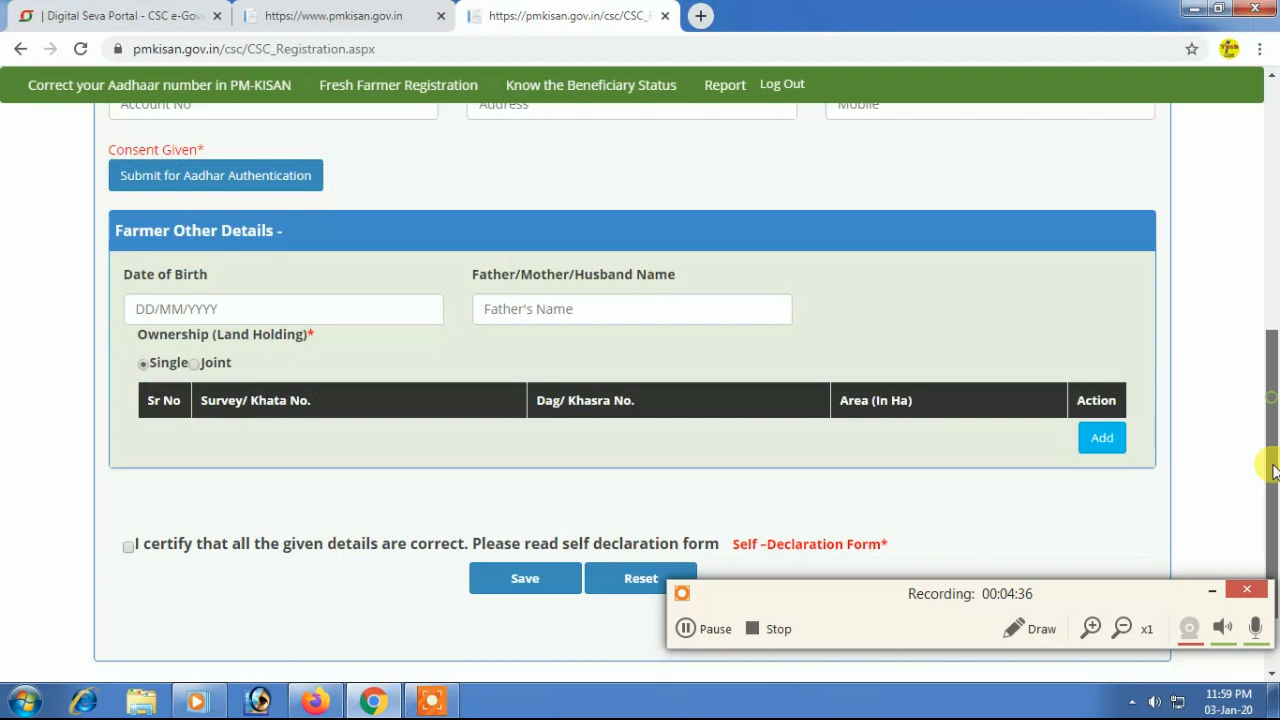 | Digital Seva Portal - CSC e-Gove
https://www.pmkisan.gov.in
https://pmkisan.gov.in/csc/CSC_R
pmkisan.gov.in/csc/CSC_Registration.aspx
Correct your Aadhaar number in PM-KISAN Fresh Farmer Registration Know the Beneficiary Status Report Log Out
Account No Address Mobile
Consent Given*
Submit for Aadhar Authentication
Farmer Other Details -
Date of Birth Father/Mother/Husband Name
DD/MM/YYYY Father's Name
Ownership (Land Holding)*
Single Joint
Sr No Survey/ Khata No. Dag/ Khasra No. Area (In Ha) Action
Add
I certify that all the given details are correct. Please read self declaration form Self –Declaration Form*
Save Reset
Recording: 00:04:36
Pause Stop Draw x1
11:59 PM
03-Jan-20